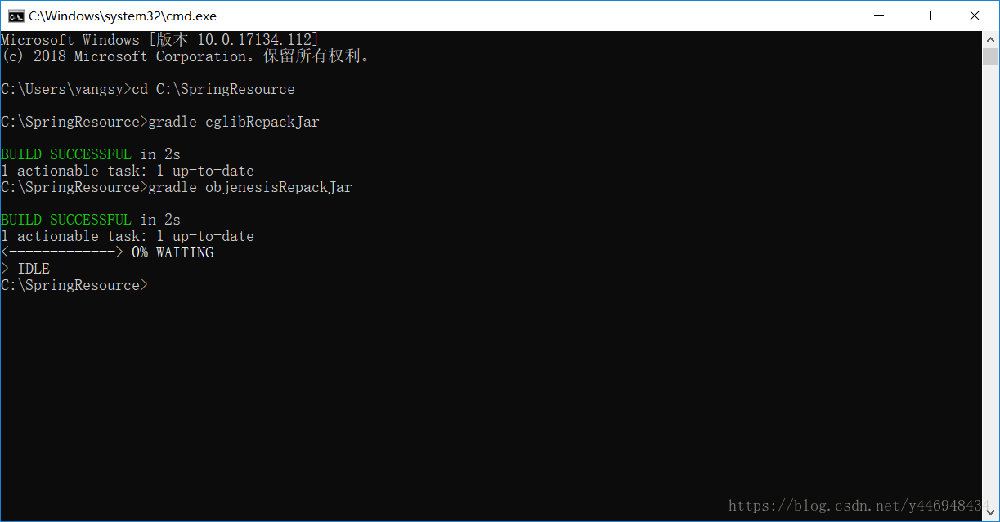 C:\Windows\system32\cmd.exe
Microsoft Windows [版本 10.0.17134.112]
(c) 2018 Microsoft Corporation。保留所有权利。
C:\Users\yangsy>cd C:\SpringResource
C:\SpringResource>gradle cglibRepackJar
BUILD SUCCESSFUL in 2s
1 actionable task: 1 up-to-date
C:\SpringResource>gradle objenesisRepackJar
BUILD SUCCESSFUL in 2s
1 actionable task: 1 up-to-date
<-------------> 0% WAITING
> IDLE
C:\SpringResource>
https://blog.csdn.net/y446948434